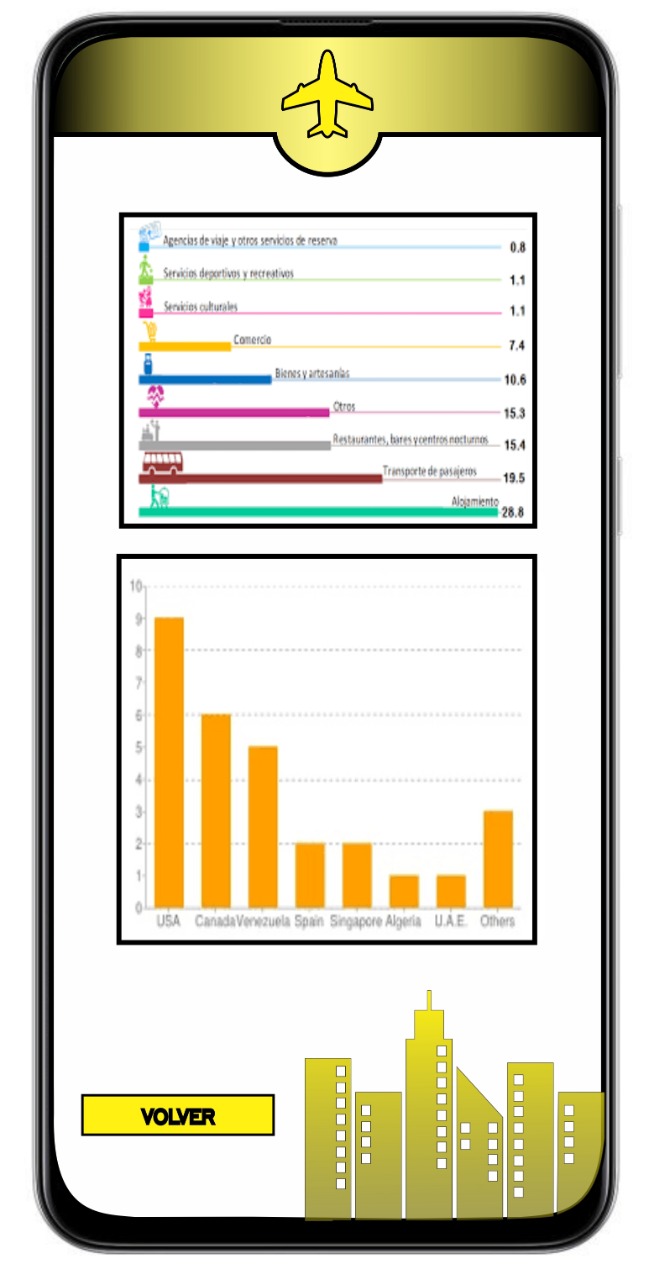 Agencias de viaje y otros servicios de reserva 0.8
Servicios deportivos y recreativos 1.1
Servicios culturales 1.1
Comercio 7.4
Bienes y artesanías 10.6
Otros 15.3
Restaurantes, bares y centros nocturnos 15.4
Transporte de pasajeros 19.5
Alojamiento 28.8
10
9
8
7
6
5
4
3
2
1
0
USA Canada Venezuela Spain Singapore Algeria U.A.E. Others
VOLVER